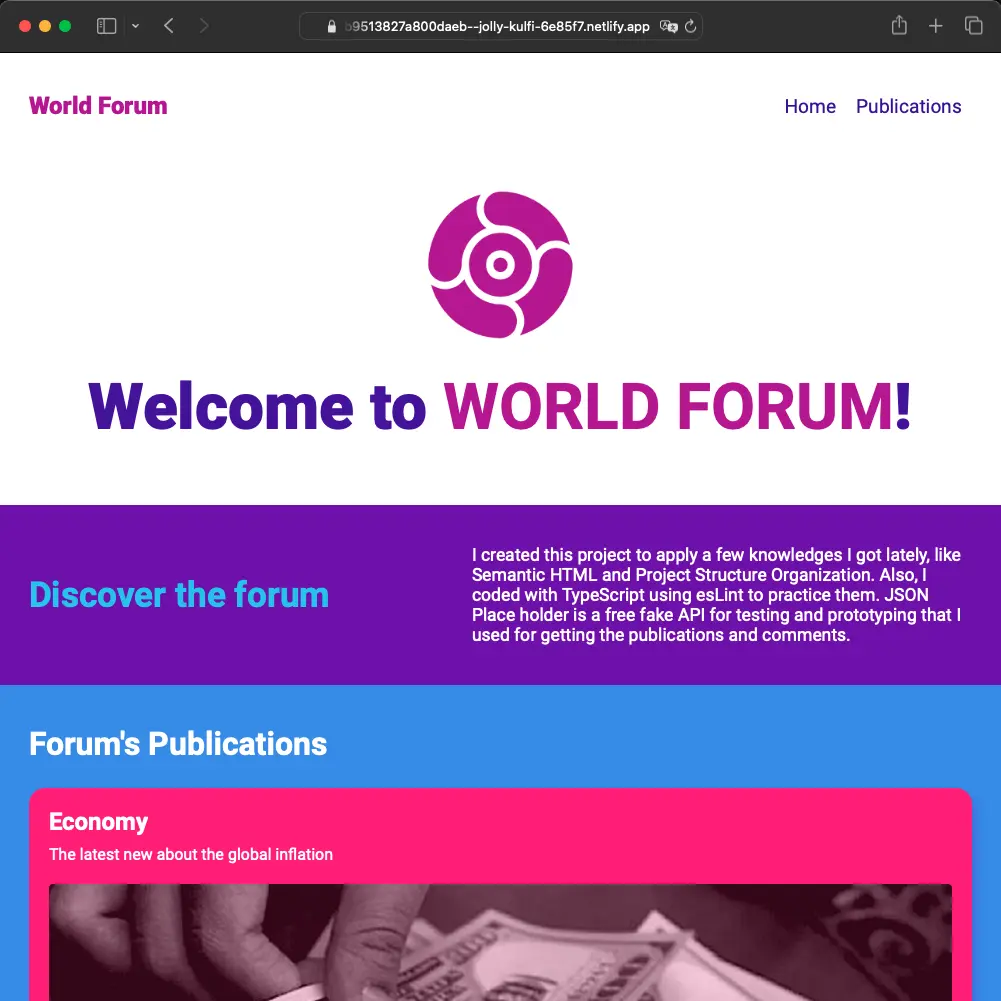 b9513827a800daeb--jolly-kulfi-6e85f7.netlify.app
World Forum
Home Publications
Welcome to WORLD FORUM!
Discover the forum
I created this project to apply a few knowledges I got lately, like
Semantic HTML and Project Structure Organization. Also, I
coded with TypeScript using esLint to practice them. JSON
Place holder is a free fake API for testing and prototyping that I
used for getting the publications and comments.
Forum's Publications
Economy
The latest new about the global inflation